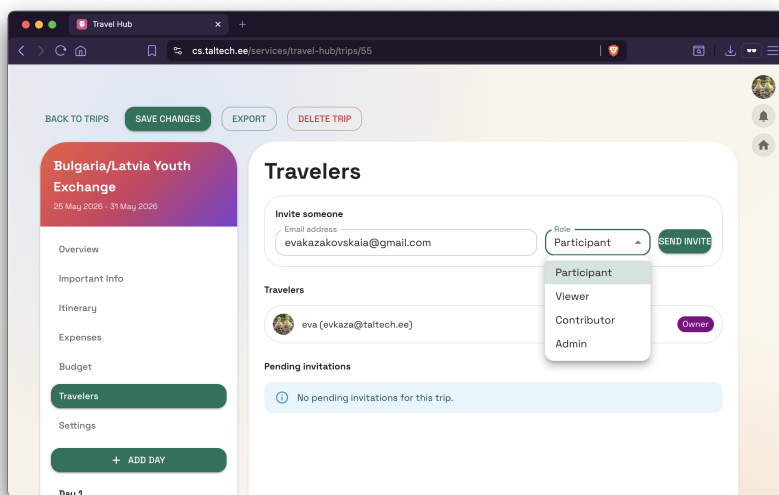 Travel Hub
cs.taltech.ee/services/travel-hub/trips/55
BACK TO TRIPS
SAVE CHANGES
EXPORT
DELETE TRIP
Bulgaria/Latvia Youth
Exchange
25 May 2026 - 31 May 2026
Overview
Important Info
Itinerary
Expenses
Budget
Travelers
Settings
+ ADD DAY
Day 1
Travelers
Invite someone
Email address
evakazakovskaia@gmail.com
Role
Participant
SEND INVITE
Participant
Viewer
Contributor
Admin
Travelers
eva (evkaza@taltech.ee)
Owner
Pending invitations
No pending invitations for this trip.